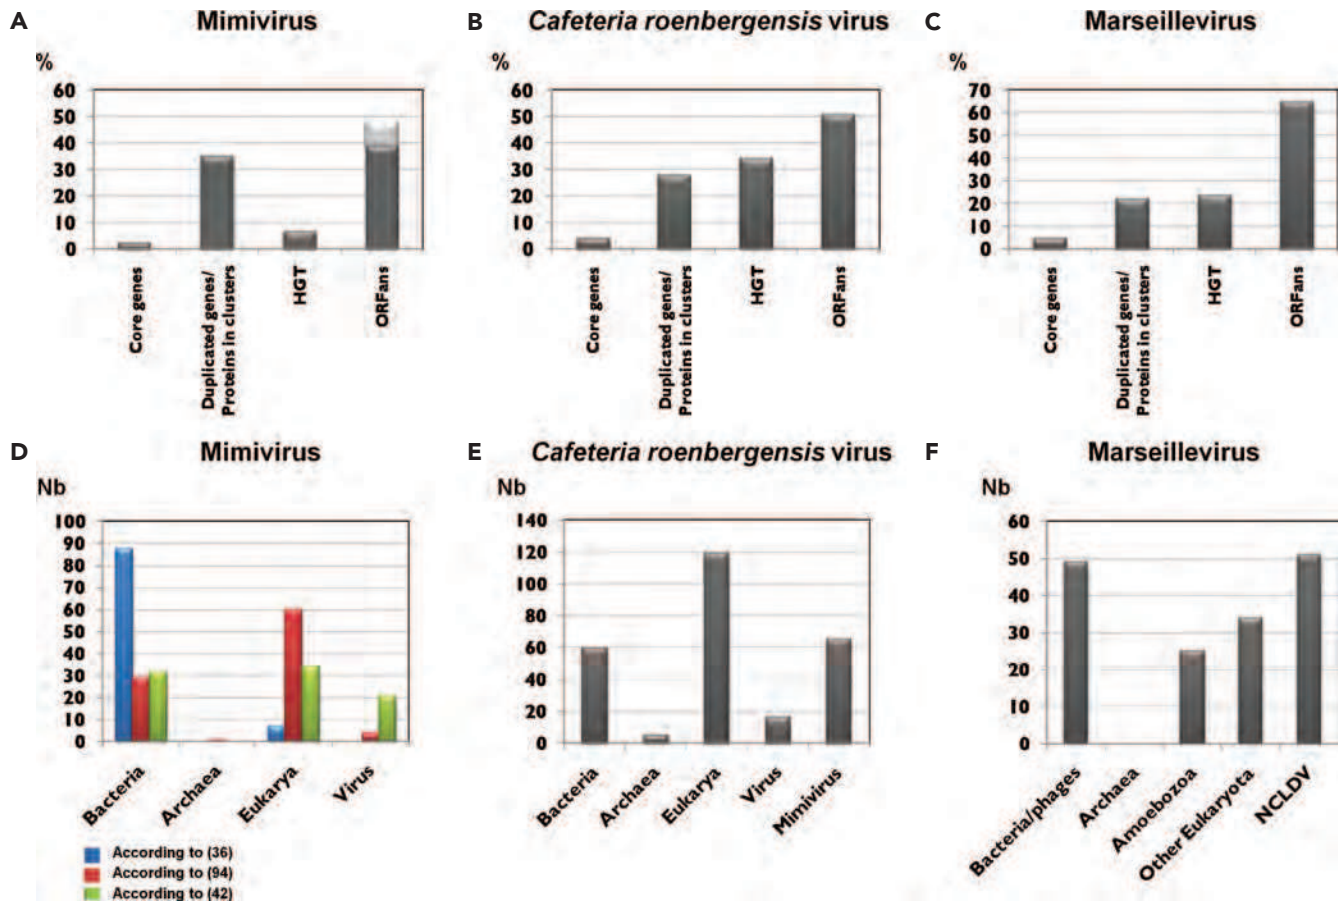 A
Mimivirus
%
60
50
40
30
20
10
0
Core genes
Duplicated genes/
Proteins in clusters
HGT
ORFans
B
Cafeteria roenbergensis virus
%
60
50
40
30
20
10
0
Core genes
Duplicated genes/
Proteins in clusters
HGT
ORFans
C
Marseillevirus
%
70
60
50
40
30
20
10
0
Core genes
Duplicated genes/
Proteins in clusters
HGT
ORFans
D
Mimivirus
Nb
100
90
80
70
60
50
40
30
20
10
0
Bacteria
Archaea
Eukarya
Virus
According to (36)
According to (94)
According to (42)
E
Cafeteria roenbergensis virus
Nb
140
120
100
80
60
40
20
0
Bacteria
Archaea
Eukarya
Virus
Mimivirus
F
Marseillevirus
Nb
60
50
40
30
20
10
0
Bacteria/phages
Archaea
Amoebozoa
Other Eukaryota
NCLDV